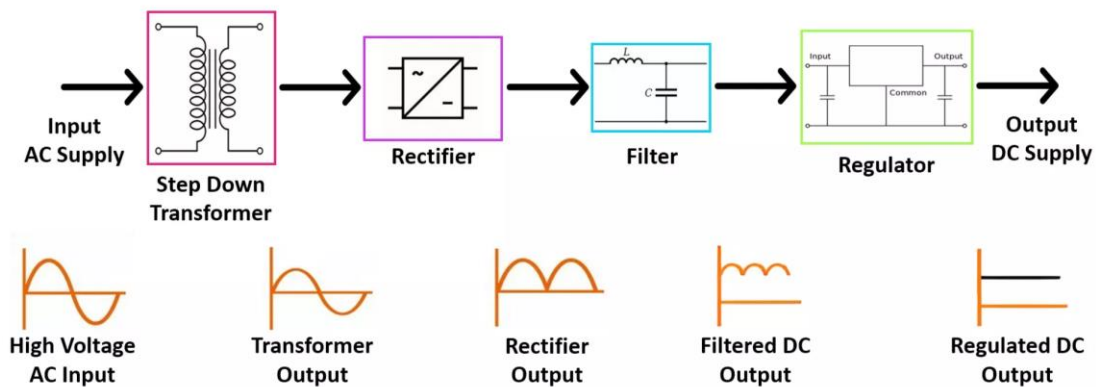 Input
AC Supply
Step Down
Transformer
~
–
Rectifier
L
C
Filter
Input
Output
Common
Regulator
Output
DC Supply
High Voltage
AC Input
Transformer
Output
Rectifier
Output
Filtered DC
Output
Regulated DC
Output